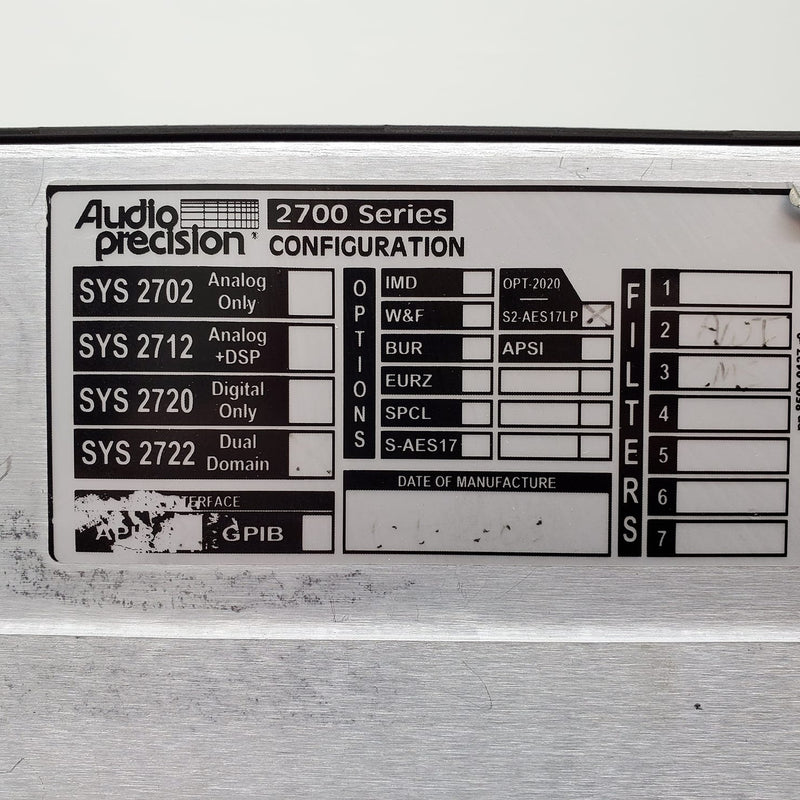 Audio precision
2700 Series
CONFIGURATION
SYS 2702 Analog Only
SYS 2712 Analog +DSP
SYS 2720 Digital Only
SYS 2722 Dual Domain
INTERFACE
APIB GPIB
OPTIONS
IMD
W&F
BUR
EURZ
SPCL
S-AES17
OPT-2020
S2-AES17LP X
APSI
DATE OF MANUFACTURE
FILTERS
1
2
3
4
5
6
7